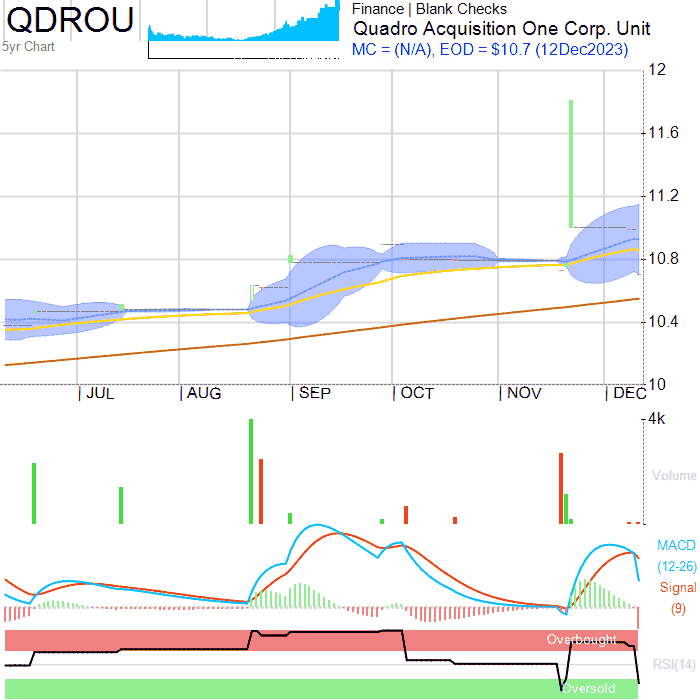 QDROU
5yr Chart
Finance | Blank Checks
Quadro Acquisition One Corp. Unit
MC = (N/A), EOD = $10.7 (12Dec2023)
12
11.6
11.2
10.8
10.4
10
| JUL | AUG | SEP | OCT | NOV | DEC
4k
Volume
MACD
(12-26)
Signal
(9)
Overbought
RSI(14)
Oversold